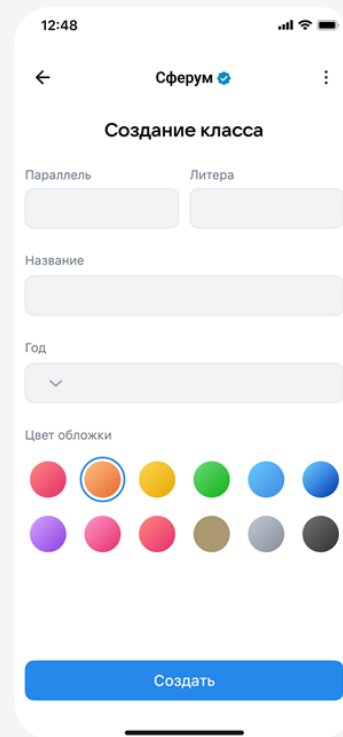 12:48
Сферум
Создание класса
Параллель Литера
Название
Год
Цвет обложки
Создать